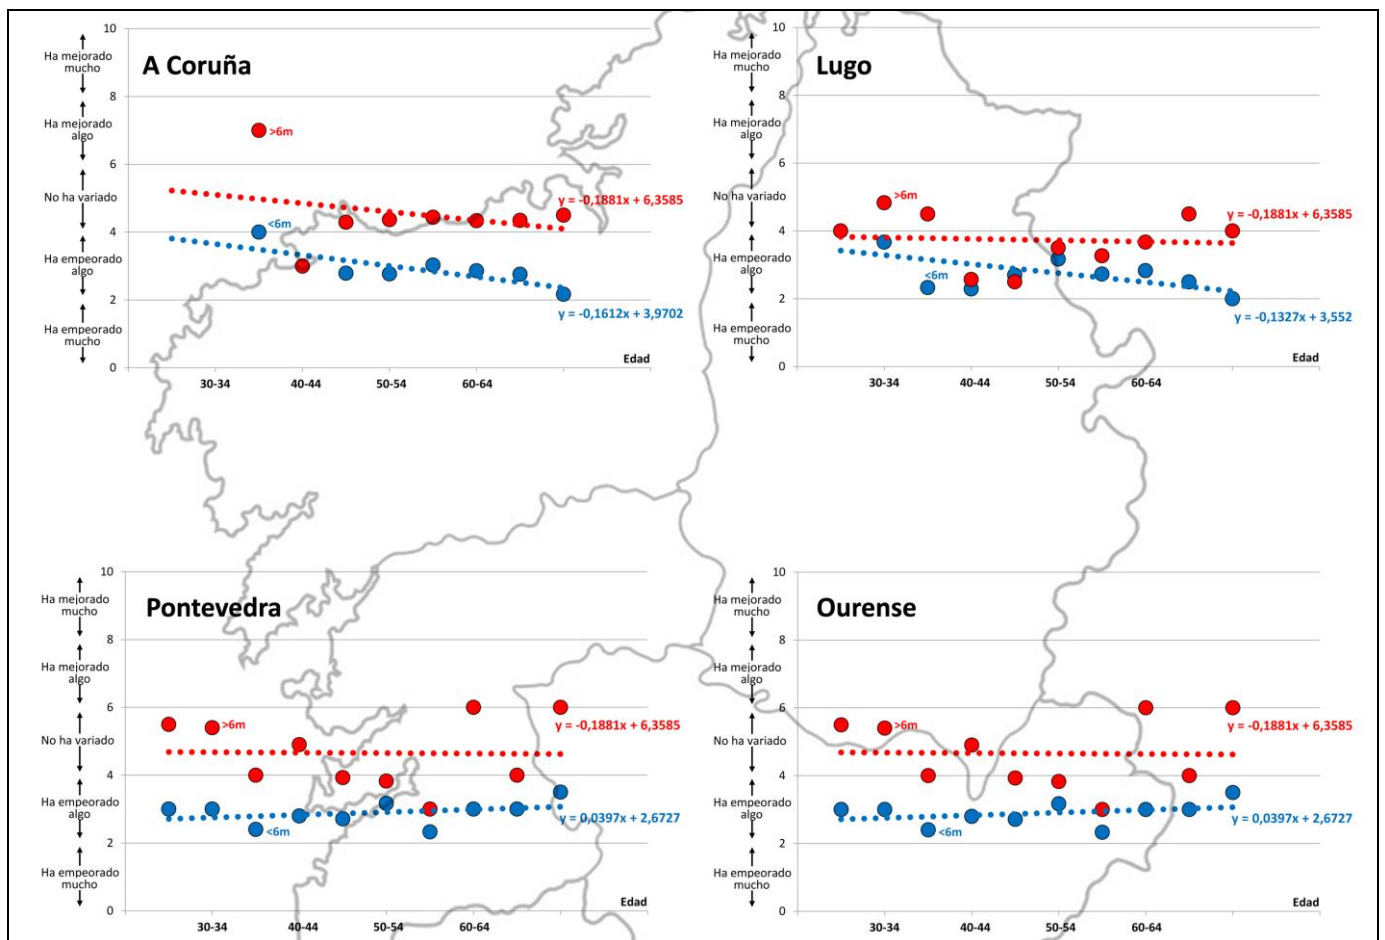 A Coruña
10
Ha mejorado
mucho
8
Ha mejorado
algo
6
No ha variado
4
Ha empeorado
algo
2
Ha empeorado
mucho
0
>6m
<6m
y = -0,1881x + 6,3585
y = -0,1612x + 3,9702
Edad
30-34 40-44 50-54 60-64
Lugo
10
Ha mejorado
mucho
8
Ha mejorado
algo
6
No ha variado
4
Ha empeorado
algo
2
Ha empeorado
mucho
0
>6m
<6m
y = -0,1881x + 6,3585
y = -0,1327x + 3,552
Edad
30-34 40-44 50-54 60-64
Pontevedra
10
Ha mejorado
mucho
8
Ha mejorado
algo
6
No ha variado
4
Ha empeorado
algo
2
Ha empeorado
mucho
0
>6m
<6m
y = -0,1881x + 6,3585
y = 0,0397x + 2,6727
Edad
30-34 40-44 50-54 60-64
Ourense
10
Ha mejorado
mucho
8
Ha mejorado
algo
6
No ha variado
4
Ha empeorado
algo
2
Ha empeorado
mucho
0
>6m
<6m
y = -0,1881x + 6,3585
y = 0,0397x + 2,6727
Edad
30-34 40-44 50-54 60-64